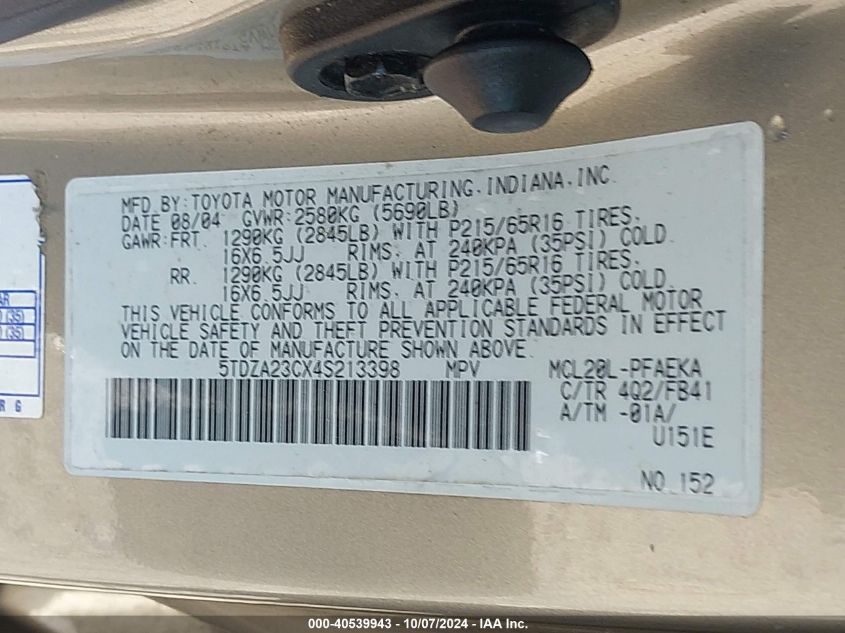 MFD.BY:TOYOTA MOTOR MANUFACTURING.INDIANA.INC.
DATE 08/04 GVWR:2580KG (5690LB)
GAWR:FRT. 1290KG (2845LB) WITH P215/65R16 TIRES.
16X6.5JJ RIMS. AT 240KPA (35PSI) COLD.
RR. 1290KG (2845LB) WITH P215/65R16 TIRES.
16X6.5JJ RIMS. AT 240KPA (35PSI) COLD.
THIS VEHICLE CONFORMS TO ALL APPLICABLE FEDERAL MOTOR
VEHICLE SAFETY AND THEFT PREVENTION STANDARDS IN EFFECT
ON THE DATE OF MANUFACTURE SHOWN ABOVE.
5TDZA23CX4S213398 MPV MCL20L-PFAEKA
C/TR 4Q2/FB41
A/TM -01A/
U151E
NO.152
AR
(35)
(35)
R G
000-40539943 - 10/07/2024 - IAA Inc.